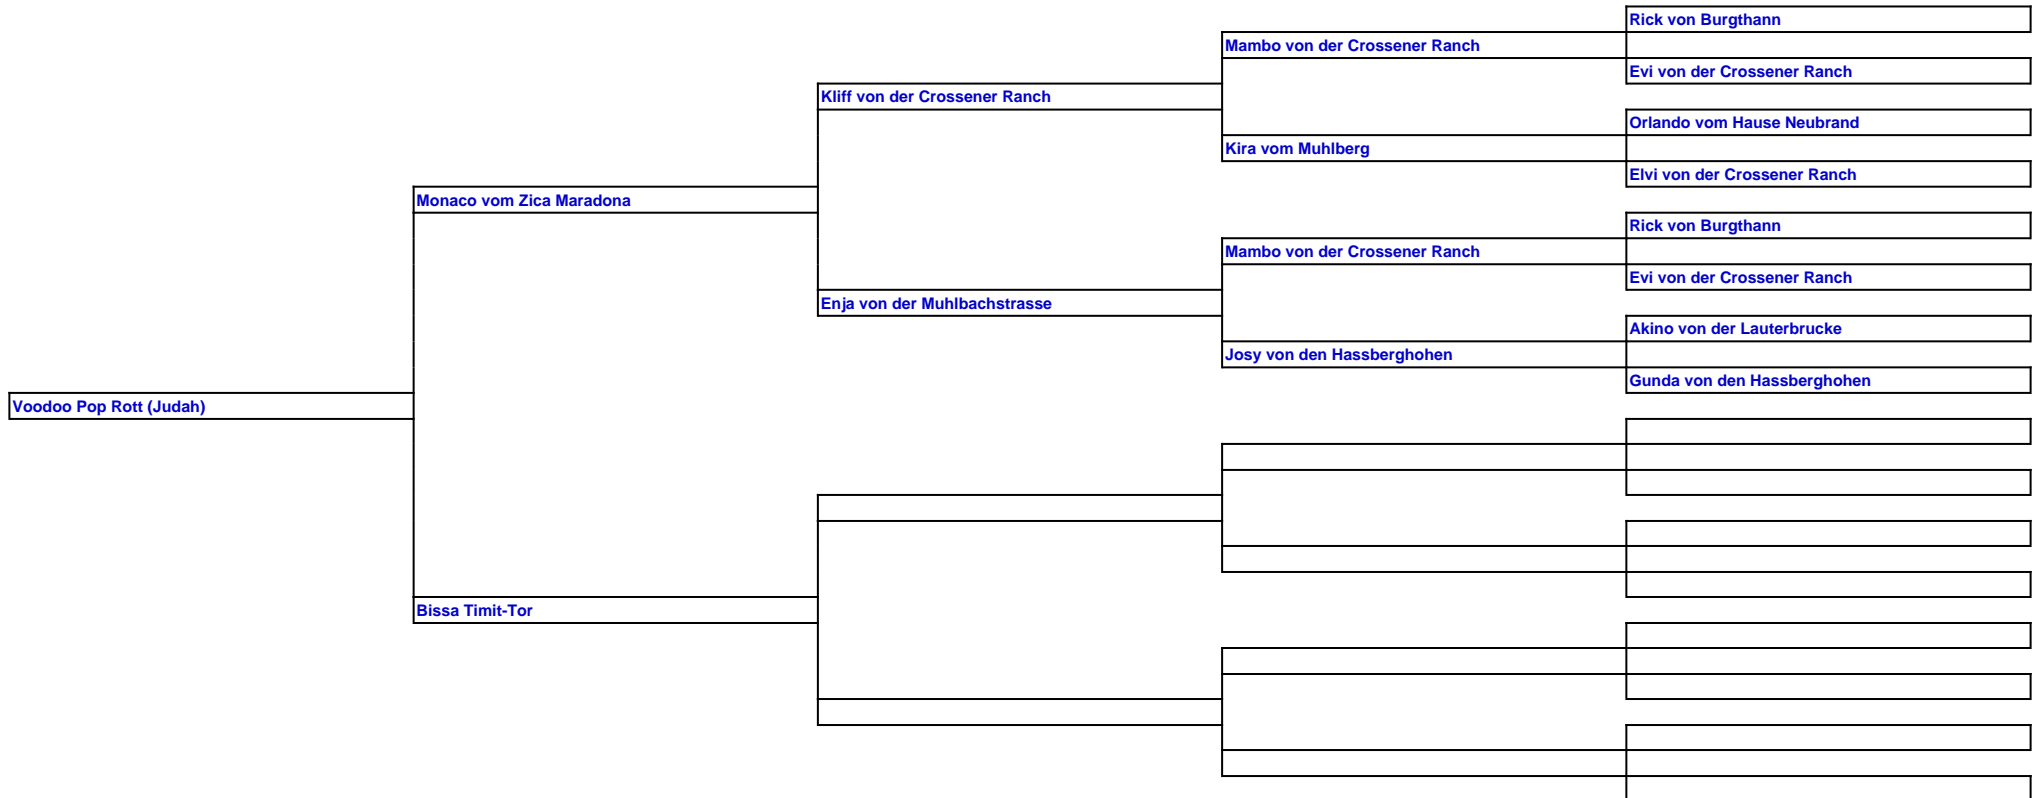 Rick von Burgthann
Mambo von der Crossener Ranch
Evi von der Crossener Ranch
Kliff von der Crossener Ranch
Orlando vom Hause Neubrand
Kira vom Muhlberg
Elvi von der Crossener Ranch
Monaco vom Zica Maradona
Rick von Burgthann
Mambo von der Crossener Ranch
Evi von der Crossener Ranch
Enja von der Muhlbachstrasse
Akino von der Lauterbrucke
Josy von den Hassberghohen
Gunda von den Hassberghohen
Voodoo Pop Rott (Judah)
Bissa Timit-Tor